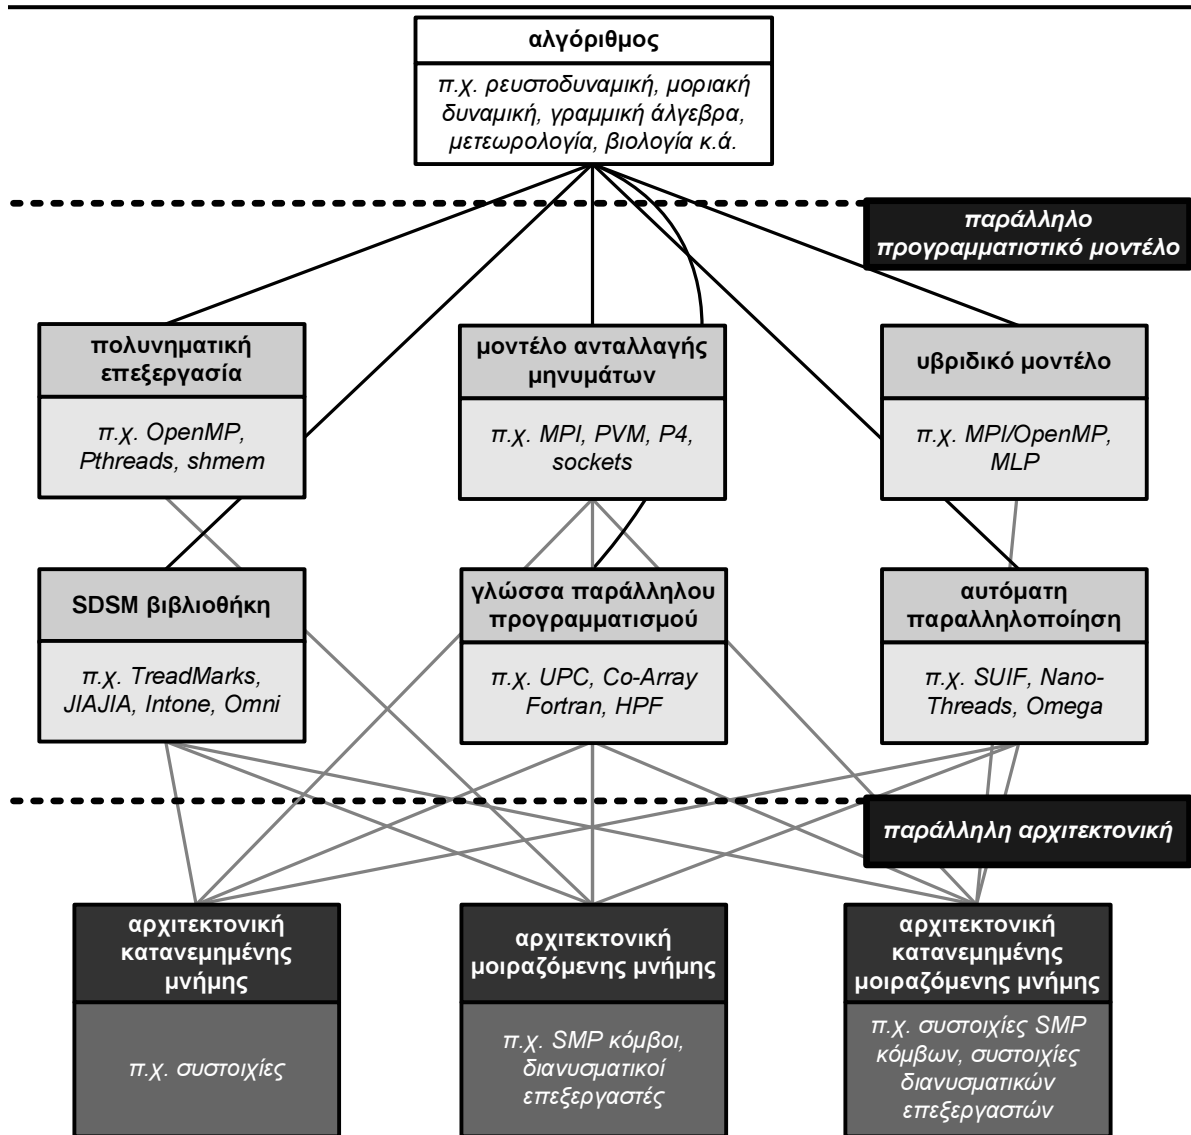 αλγόριθμος
π.χ. ρευστοδυναμική, μοριακή
δυναμική, γραμμική άλγεβρα,
μετεωρολογία, βιολογία κ.ά.
παράλληλο
προγραμματιστικό μοντέλο
πολυνηματική
επεξεργασία
π.χ. OpenMP,
Pthreads, shmem
μοντέλο ανταλλαγής
μηνυμάτων
π.χ. MPI, PVM, P4,
sockets
υβριδικό μοντέλο
π.χ. MPI/OpenMP,
MLP
SDSM βιβλιοθήκη
π.χ. TreadMarks,
JIAJIA, Intone, Omni
γλώσσα παράλληλου
προγραμματισμού
π.χ. UPC, Co-Array
Fortran, HPF
αυτόματη
παραλληλοποίηση
π.χ. SUIF, Nano-
Threads, Omega
παράλληλη αρχιτεκτονική
αρχιτεκτονική
κατανεμημένης
μνήμης
π.χ. συστοιχίες
αρχιτεκτονική
μοιραζόμενης μνήμης
π.χ. SMP κόμβοι,
διανυσματικοί
επεξεργαστές
αρχιτεκτονική
κατανεμημένης
μοιραζόμενης μνήμης
π.χ. συστοιχίες SMP
κόμβων, συστοιχίες
διανυσματικών
επεξεργαστών